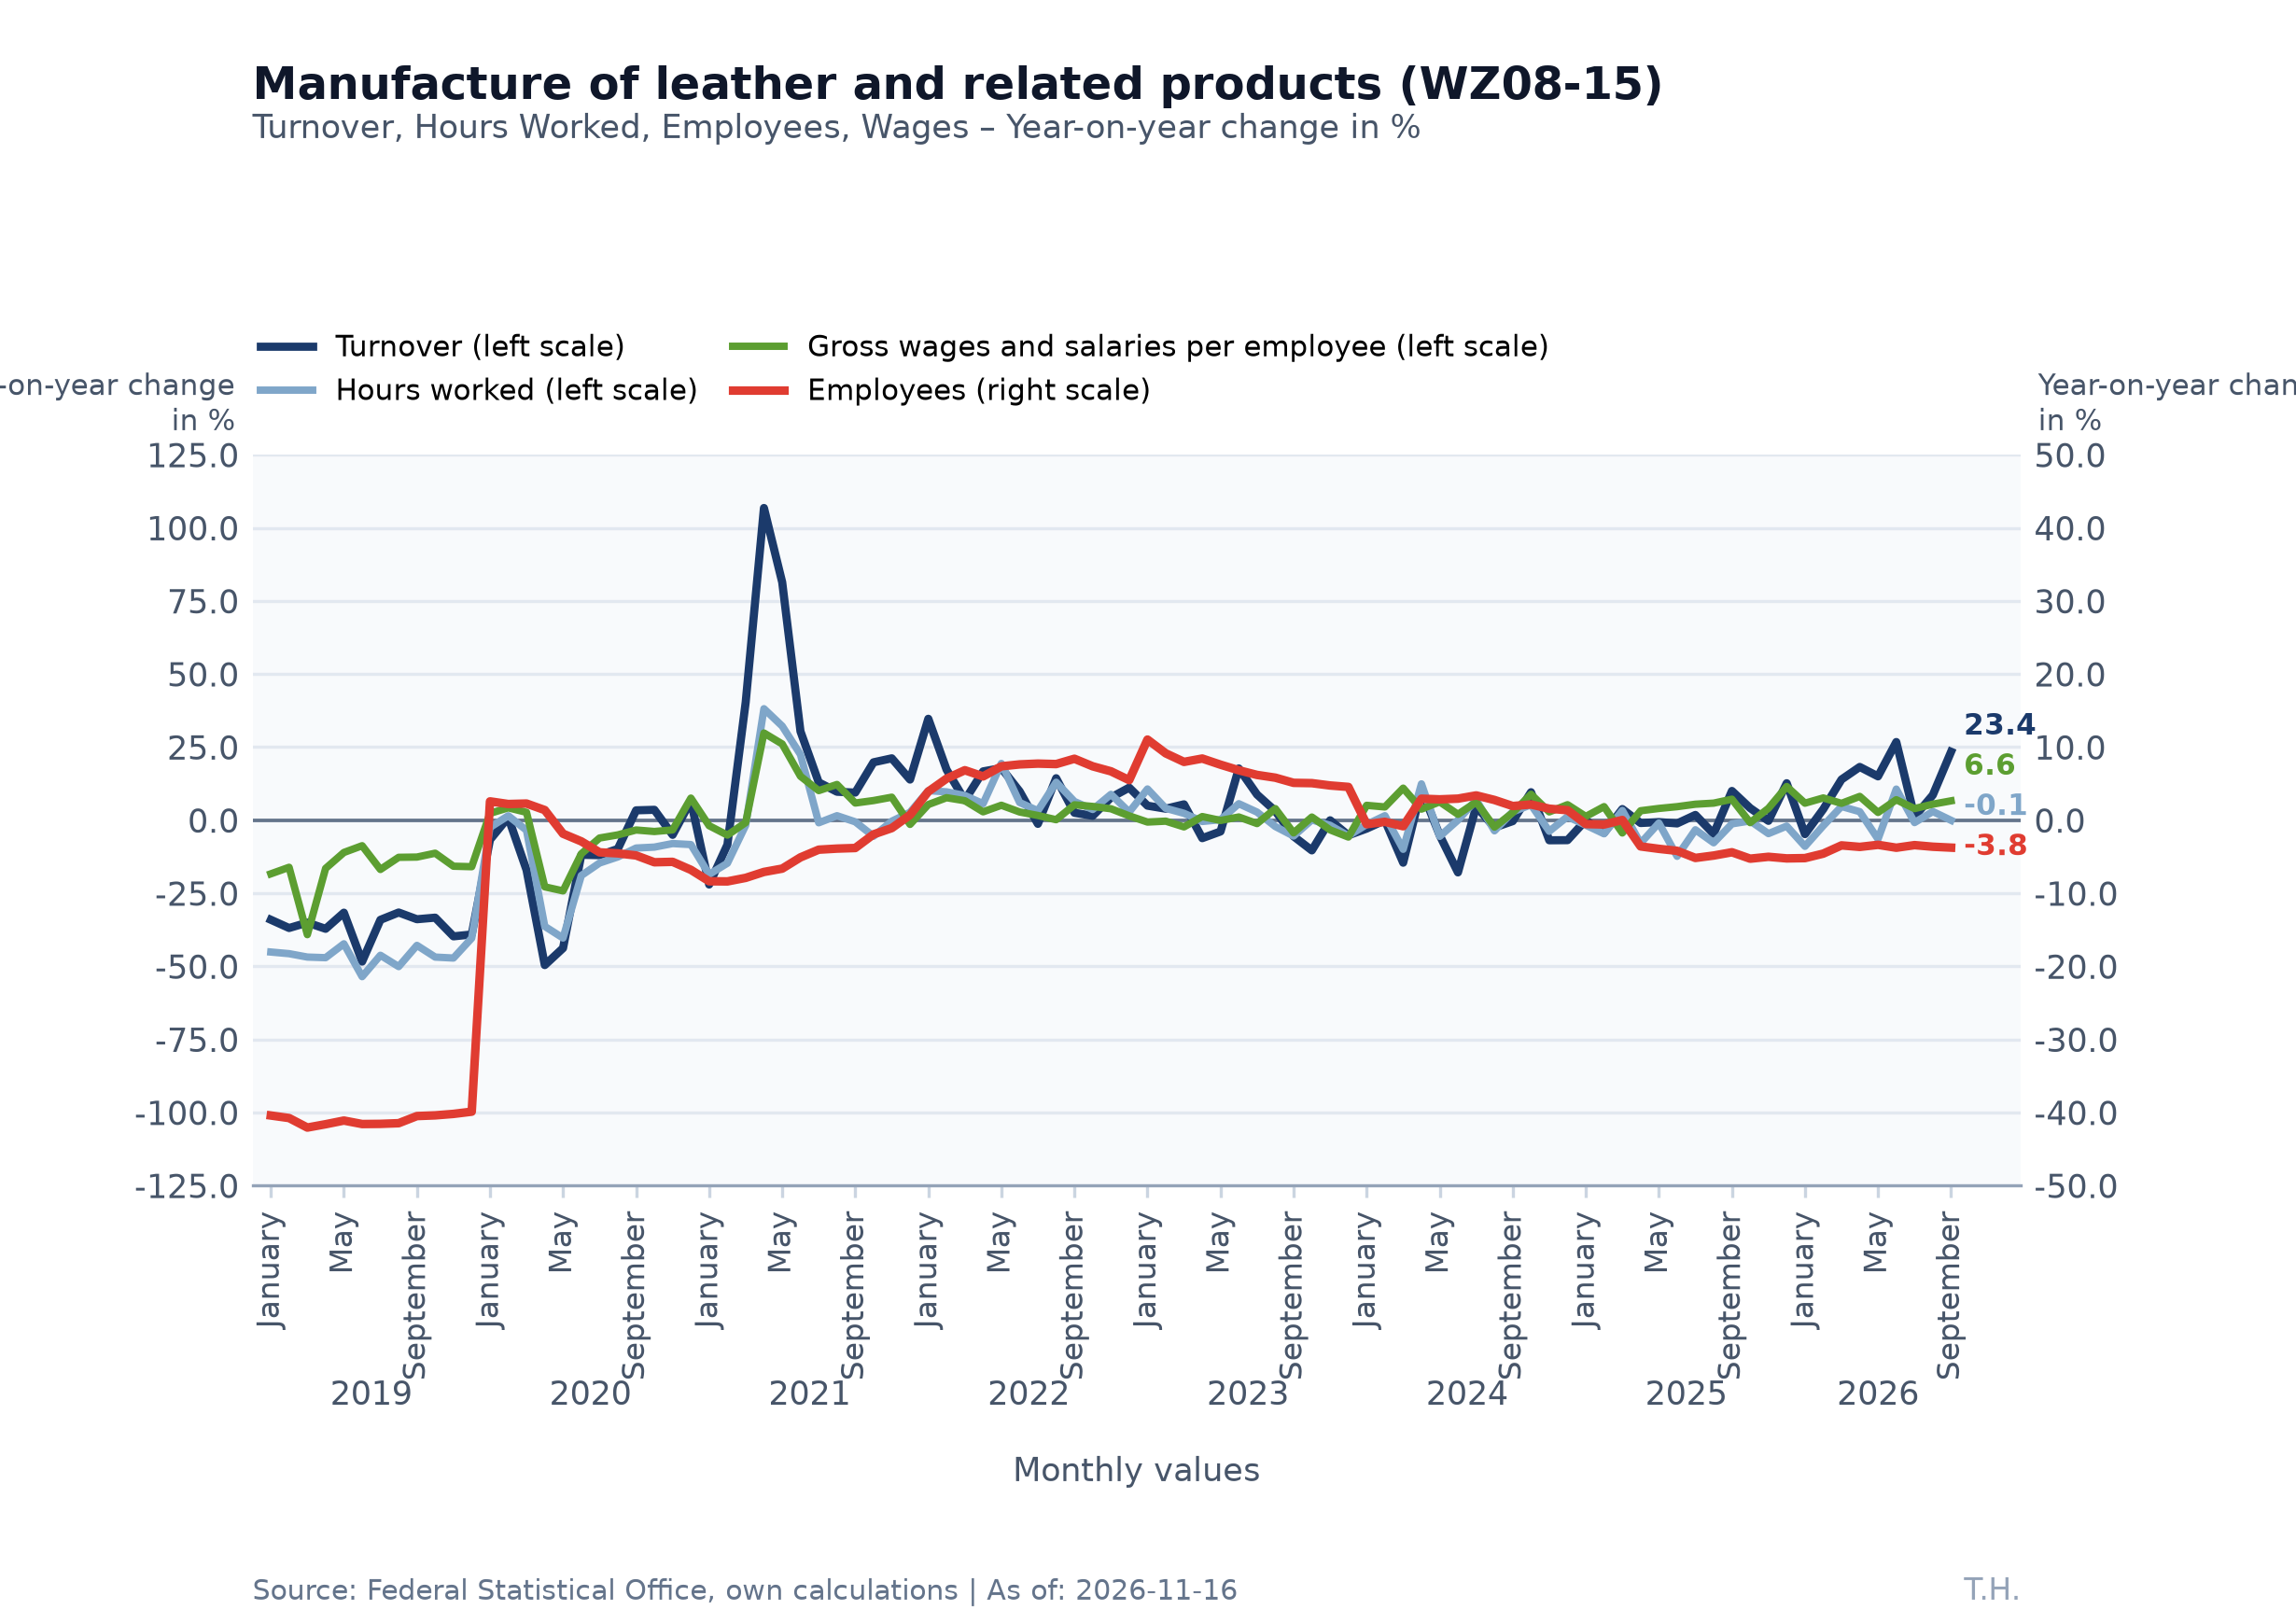 Manufacture of leather and related products (WZ08-15)
Turnover, Hours Worked, Employees, Wages – Year-on-year change in %
Turnover (left scale)
Gross wages and salaries per employee (left scale)
Hours worked (left scale)
Employees (right scale)
-on-year change
in %
Year-on-year chan
in %
125.0
100.0
75.0
50.0
25.0
0.0
-25.0
-50.0
-75.0
-100.0
-125.0
50.0
40.0
30.0
20.0
10.0
0.0
-10.0
-20.0
-30.0
-40.0
-50.0
23.4
6.6
-0.1
-3.8
January
May
September
January
May
September
January
May
September
January
May
September
January
May
September
January
May
September
January
May
September
January
May
September
2019
2020
2021
2022
2023
2024
2025
2026
Monthly values
Source: Federal Statistical Office, own calculations | As of: 2026-11-16
T.H.